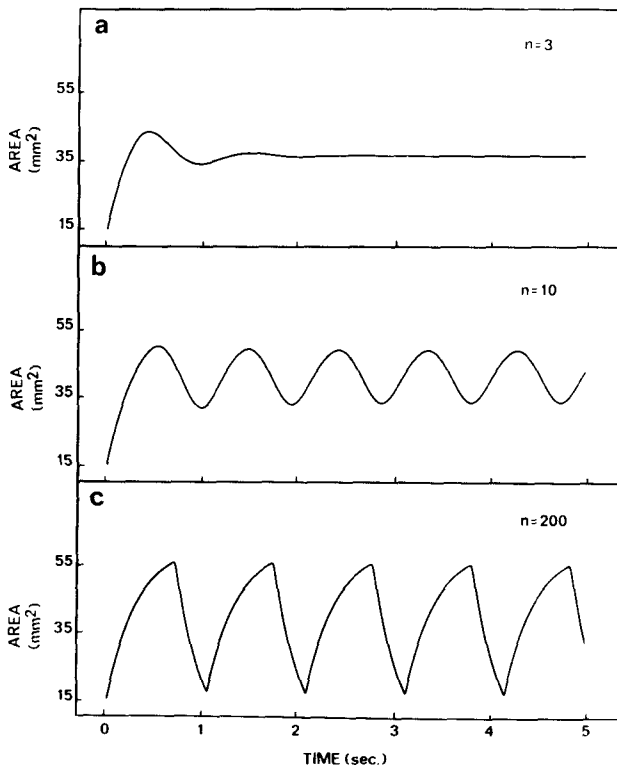 a
n=3
55
35
15
AREA
(mm²)
b
n=10
55
35
15
AREA
(mm²)
c
n=200
55
35
15
AREA
(mm²)
0 1 2 3 4 5
TIME (sec.)